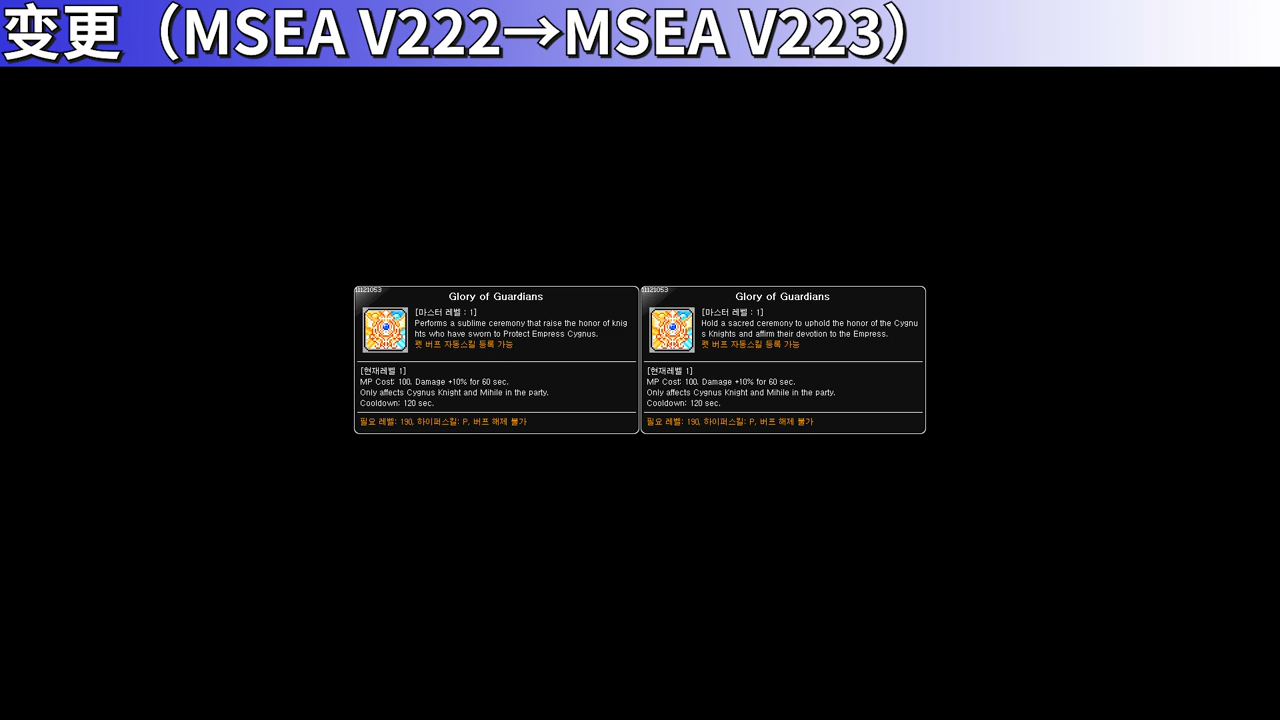 变更（MSEA V222→MSEA V223）
11121053
Glory of Guardians
[마스터 레벨 : 1]
Performs a sublime ceremony that raise the honor of knig
hts who have sworn to Protect Empress Cygnus.
펫 버프 자동스킬 등록 가능
[현재레벨 1]
MP Cost: 100. Damage +10% for 60 sec.
Only affects Cygnus Knight and Mihile in the party.
Cooldown: 120 sec.
필요 레벨: 190, 하이퍼스킬: P, 버프 해제 불가
11121053
Glory of Guardians
[마스터 레벨 : 1]
Hold a sacred ceremony to uphold the honor of the Cygnu
s Knights and affirm their devotion to the Empress.
펫 버프 자동스킬 등록 가능
[현재레벨 1]
MP Cost: 100. Damage +10% for 60 sec.
Only affects Cygnus Knight and Mihile in the party.
Cooldown: 120 sec.
필요 레벨: 190, 하이퍼스킬: P, 버프 해제 불가